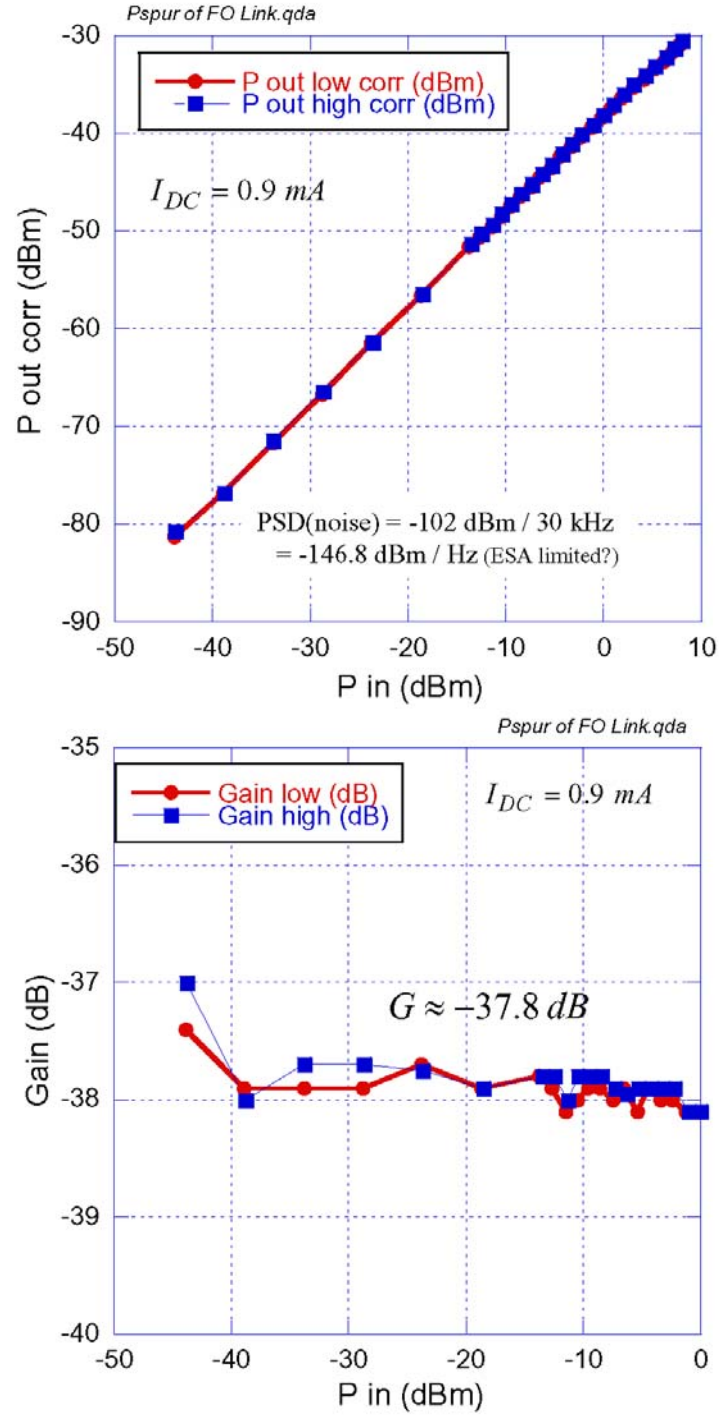 Pspur of FO Link.qda
-30
P out low corr (dBm)
P out high corr (dBm)
-40
I_DC = 0.9 mA
-50
P out corr (dBm)
-60
-70
PSD(noise) = -102 dBm / 30 kHz
= -146.8 dBm / Hz (ESA limited?)
-80
-90
-50 -40 -30 -20 -10 0 10
P in (dBm)
Pspur of FO Link.qda
-35
Gain low (dB)
Gain high (dB)
I_DC = 0.9 mA
-36
-37
G ≈ −37.8 dB
Gain (dB)
-38
-39
-40
-50 -40 -30 -20 -10 0
P in (dBm)